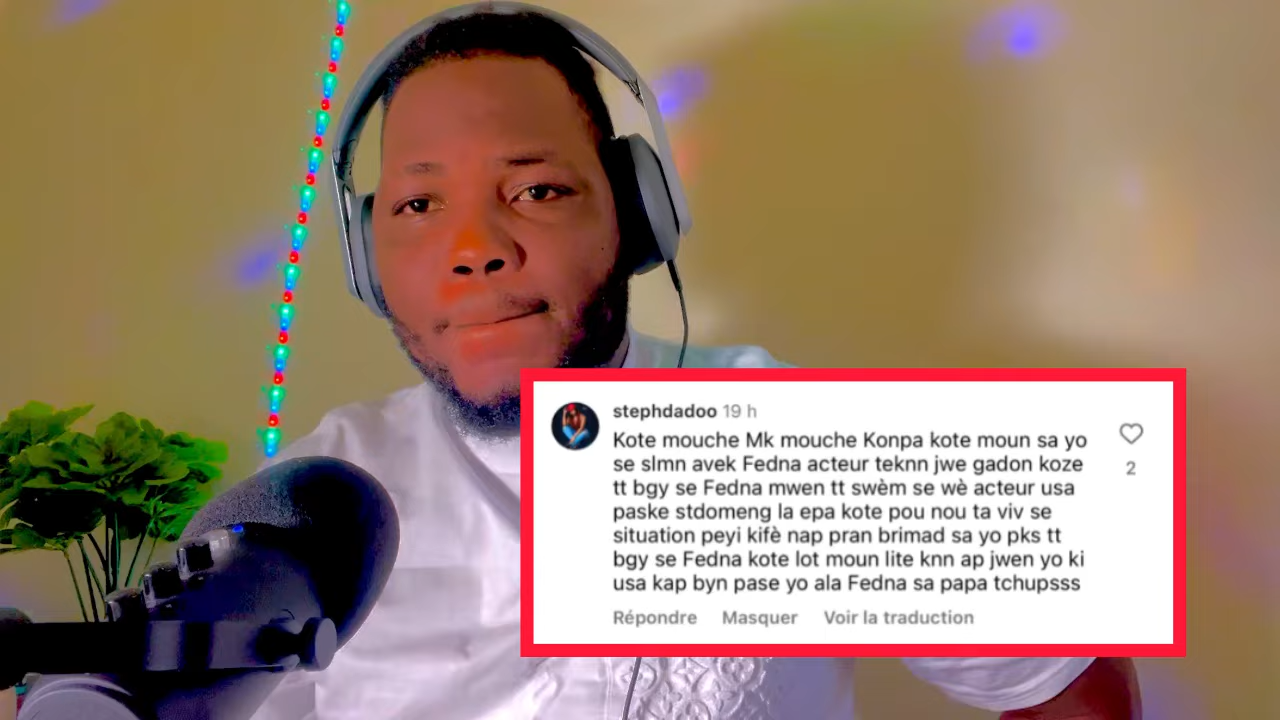 stephdadoo 19 h
Kote mouche Mk mouche Konpa kote moun sa yo
se slmn avek Fedna acteur teknn jwe gadon koze
tt bgy se Fedna mwen tt swèm se wè acteur usa
paske stdomeng la epa kote pou nou ta viv se
situation peyi kifè nap pran brimad sa yo pks tt
bgy se Fedna kote lot moun lite knn ap jwen yo ki
usa kap byn pase yo ala Fedna sa papa tchupsss
2
Répondre Masquer Voir la traduction